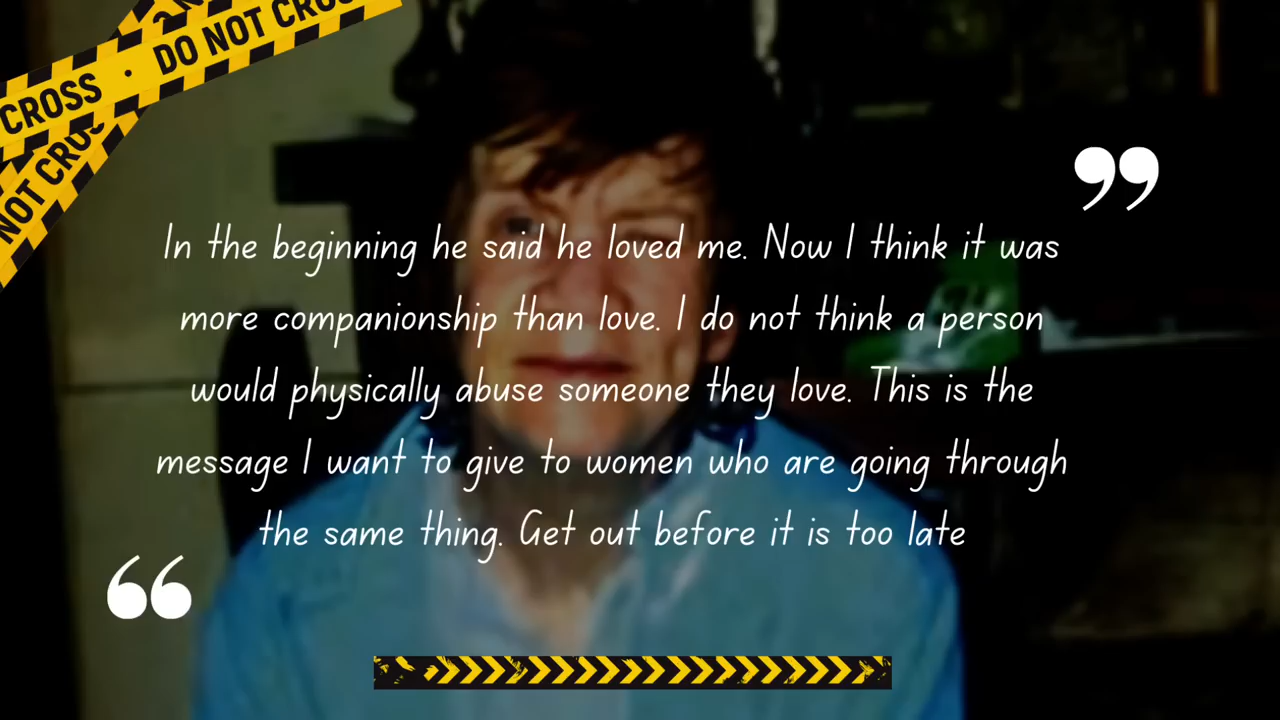 DO NOT CROSS
CROSS
NOT CROSS
In the beginning he said he loved me. Now I think it was
more companionship than love. I do not think a person
would physically abuse someone they love. This is the
message I want to give to women who are going through
the same thing. Get out before it is too late